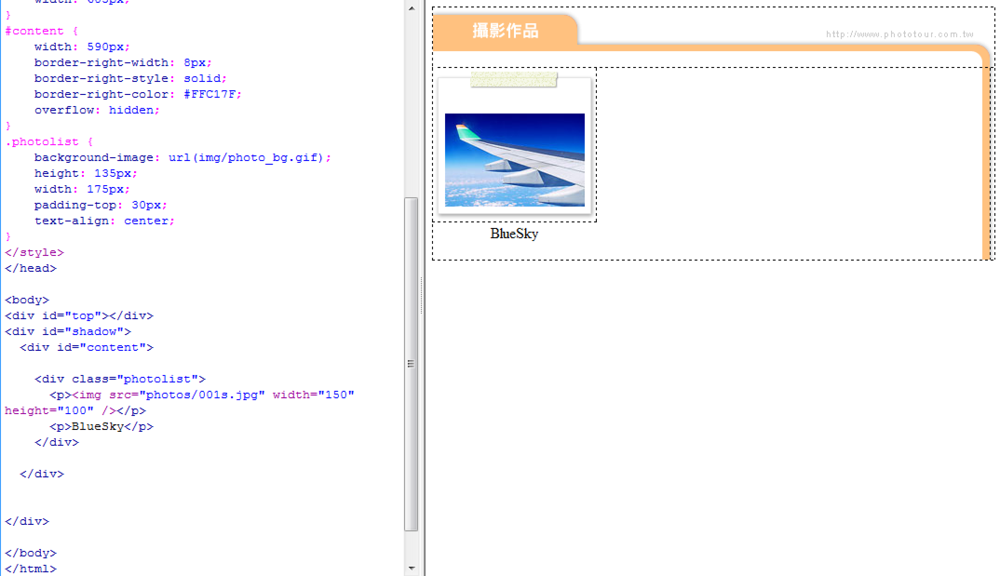 }
#content {
    width: 590px;
    border-right-width: 8px;
    border-right-style: solid;
    border-right-color: #FFC17F;
    overflow: hidden;
}
.photolist {
    background-image: url(img/photo_bg.gif);
    height: 135px;
    width: 175px;
    padding-top: 30px;
    text-align: center;
}
</style>
</head>
<body>
<div id="top"></div>
<div id="shadow">
  <div id="content">
    <div class="photolist">
      <p><img src="photos/001s.jpg" width="150"
height="100" /></p>
      <p>BlueSky</p>
    </div>
  </div>
</div>
</body>
</html>
攝影作品
http://www.phototour.com.tw
BlueSky